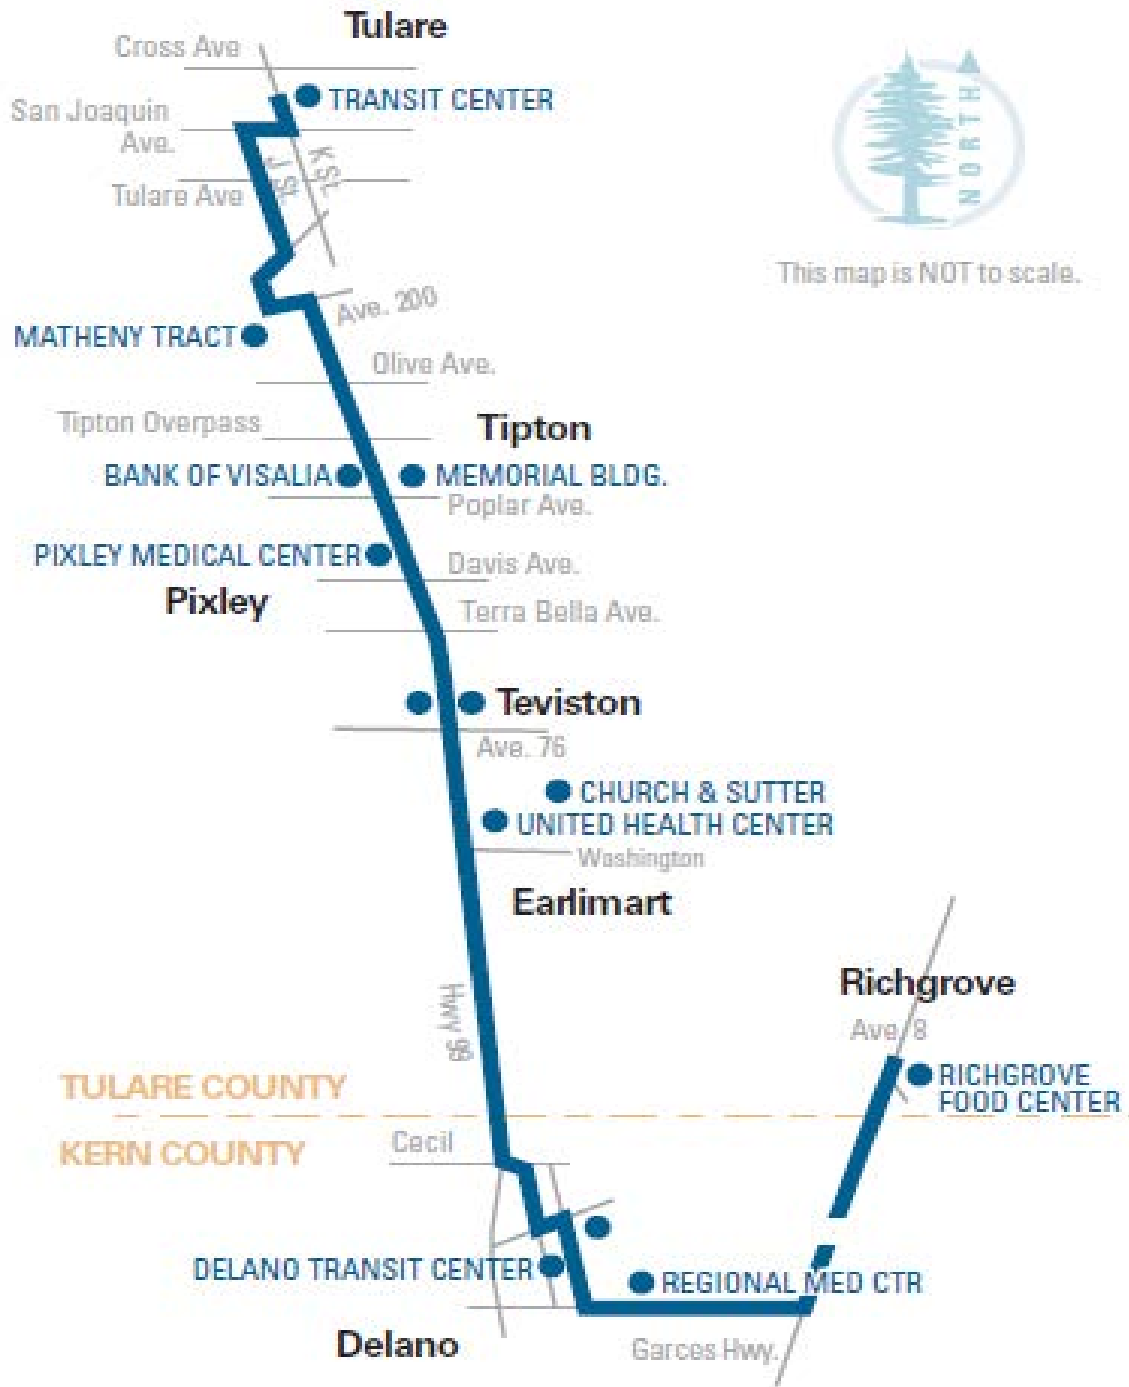 Tulare
Cross Ave
TRANSIT CENTER
San Joaquin
Ave.
K St.
J St.
Tulare Ave
NORTH
This map is NOT to scale.
Ave. 200
MATHENY TRACT
Olive Ave.
Tipton Overpass
Tipton
BANK OF VISALIA
MEMORIAL BLDG.
Poplar Ave.
PIXLEY MEDICAL CENTER
Davis Ave.
Pixley
Terra Bella Ave.
Teviston
Ave. 76
CHURCH & SUTTER
UNITED HEALTH CENTER
Washington
Earlimart
Richgrove
Hwy 99
Ave. 8
RICHGROVE
FOOD CENTER
TULARE COUNTY
KERN COUNTY
Cecil
DELANO TRANSIT CENTER
REGIONAL MED CTR
Delano
Garces Hwy.